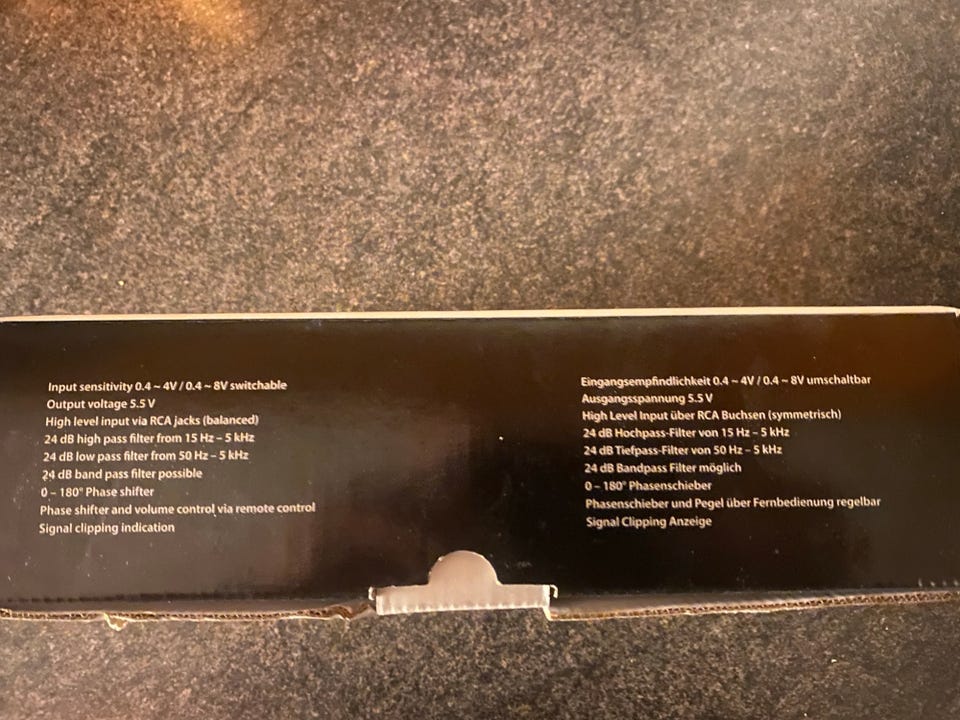 Input sensitivity 0.4 ~ 4V / 0.4 ~ 8V switchable
Output voltage 5.5 V
High level input via RCA jacks (balanced)
24 dB high pass filter from 15 Hz – 5 kHz
24 dB low pass filter from 50 Hz – 5 kHz
24 dB band pass filter possible
0 – 180° Phase shifter
Phase shifter and volume control via remote control
Signal clipping indication
Eingangsempfindlichkeit 0.4 ~ 4V / 0.4 ~ 8V umschaltbar
Ausgangsspannung 5.5 V
High Level Input über RCA Buchsen (symmetrisch)
24 dB Hochpass-Filter von 15 Hz – 5 kHz
24 dB Tiefpass-Filter von 50 Hz – 5 kHz
24 dB Bandpass Filter möglich
0 – 180° Phasenschieber
Phasenschieber und Pegel über Fernbedienung regelbar
Signal Clipping Anzeige